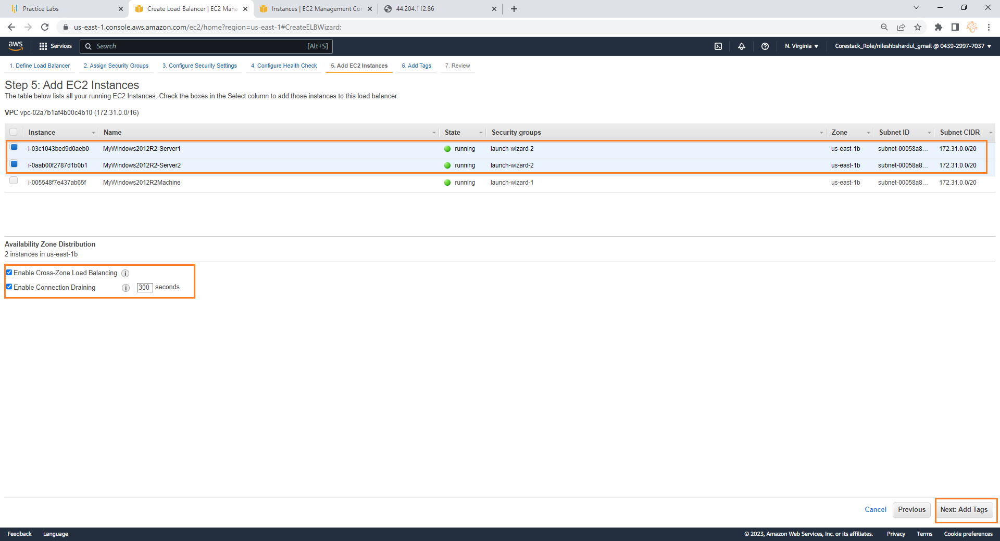 Practice Labs
Create Load Balancer | EC2 Mana
Instances | EC2 Management Con
44.204.112.86
us-east-1.console.aws.amazon.com/ec2/home?region=us-east-1#CreateELBWizard:
aws
Services
Search
[Alt+S]
N. Virginia
Corestack_Role/nileshbshardul_gmail @ 0439-2997-7037
1. Define Load Balancer
2. Assign Security Groups
3. Configure Security Settings
4. Configure Health Check
5. Add EC2 Instances
6. Add Tags
7. Review
Step 5: Add EC2 Instances
The table below lists all your running EC2 Instances. Check the boxes in the Select column to add those instances to this load balancer.
VPC vpc-02a7b1af4b00c4b10 (172.31.0.0/16)
Instance Name State Security groups Zone Subnet ID Subnet CIDR
i-03c1043bed9d0aeb0 MyWindows2012R2-Server1 running launch-wizard-2 us-east-1b subnet-00058a8... 172.31.0.0/20
i-0aab00f2787d1b0b1 MyWindows2012R2-Server2 running launch-wizard-2 us-east-1b subnet-00058a8... 172.31.0.0/20
i-005548f7e437ab65f MyWindows2012R2Machine running launch-wizard-1 us-east-1b subnet-00058a8... 172.31.0.0/20
Availability Zone Distribution
2 instances in us-east-1b
Enable Cross-Zone Load Balancing
Enable Connection Draining 300 seconds
Cancel
Previous
Next: Add Tags
Feedback
Language
© 2023, Amazon Web Services, Inc. or its affiliates.
Privacy
Terms
Cookie preferences